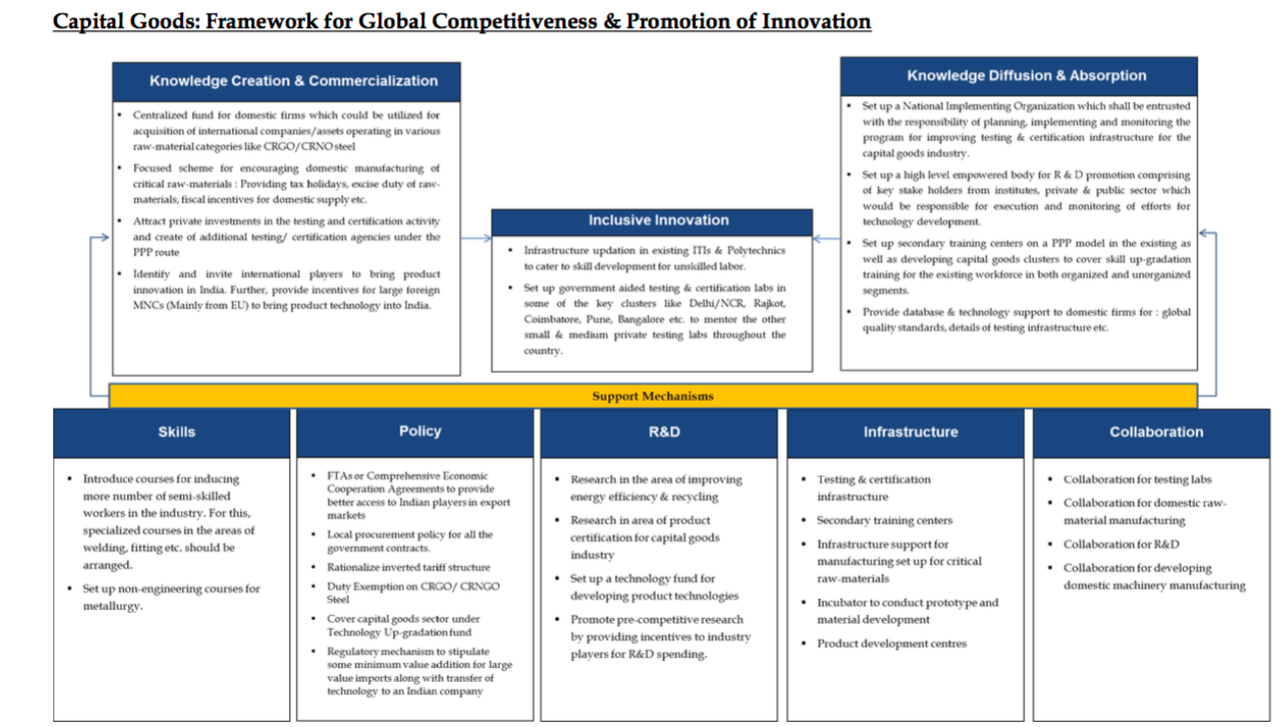 Capital Goods: Framework for Global Competitiveness & Promotion of Innovation
Knowledge Creation & Commercialization
▪ Centralized fund for domestic firms which could be utilized for
acquisition of international companies/assets operating in various
raw-material categories like CRGO/CRNO steel
▪ Focused scheme for encouraging domestic manufacturing of
critical raw-materials : Providing tax holidays, excise duty of raw-
materials, fiscal incentives for domestic supply etc.
▪ Attract private investments in the testing and certification activity
and create of additional testing/ certification agencies under the
PPP route
▪ Identify and invite international players to bring product
innovation in India. Further, provide incentives for large foreign
MNCs (Mainly from EU) to bring product technology into India.
Inclusive Innovation
▪ Infrastructure updation in existing ITIs & Polytechnics
to cater to skill development for unskilled labor.
▪ Set up government aided testing & certification labs in
some of the key clusters like Delhi/NCR, Rajkot,
Coimbatore, Pune, Bangalore etc. to mentor the other
small & medium private testing labs throughout the
country.
Knowledge Diffusion & Absorption
▪ Set up a National Implementing Organization which shall be entrusted
with the responsibility of planning, implementing and monitoring the
program for improving testing & certification infrastructure for the
capital goods industry.
▪ Set up a high level empowered body for R & D promotion comprising
of key stake holders from institutes, private & public sector which
would be responsible for execution and monitoring of efforts for
technology development.
▪ Set up secondary training centers on a PPP model in the existing as
well as developing capital goods clusters to cover skill up-gradation
training for the existing workforce in both organized and unorganized
segments.
▪ Provide database & technology support to domestic firms for : global
quality standards, details of testing infrastructure etc.
Support Mechanisms
Skills
▪ Introduce courses for inducing
more number of semi-skilled
workers in the industry. For this,
specialized courses in the areas of
welding, fitting etc. should be
arranged.
▪ Set up non-engineering courses for
metallurgy.
Policy
▪ FTAs or Comprehensive Economic
Cooperation Agreements to provide
better access to Indian players in export
markets
▪ Local procurement policy for all the
government contracts.
▪ Rationalize inverted tariff structure
▪ Duty Exemption on CRGO/ CRNGO
Steel
▪ Cover capital goods sector under
Technology Up-gradation fund
▪ Regulatory mechanism to stipulate
some minimum value addition for large
value imports along with transfer of
technology to an Indian company
R&D
▪ Research in the area of improving
energy efficiency & recycling
▪ Research in area of product
certification for capital goods
industry
▪ Set up a technology fund for
developing product technologies
▪ Promote pre-competitive research
by providing incentives to industry
players for R&D spending.
Infrastructure
▪ Testing & certification
infrastructure
▪ Secondary training centers
▪ Infrastructure support for
manufacturing set up for critical
raw-materials
▪ Incubator to conduct prototype and
material development
▪ Product development centres
Collaboration
▪ Collaboration for testing labs
▪ Collaboration for domestic raw-
material manufacturing
▪ Collaboration for R&D
▪ Collaboration for developing
domestic machinery manufacturing